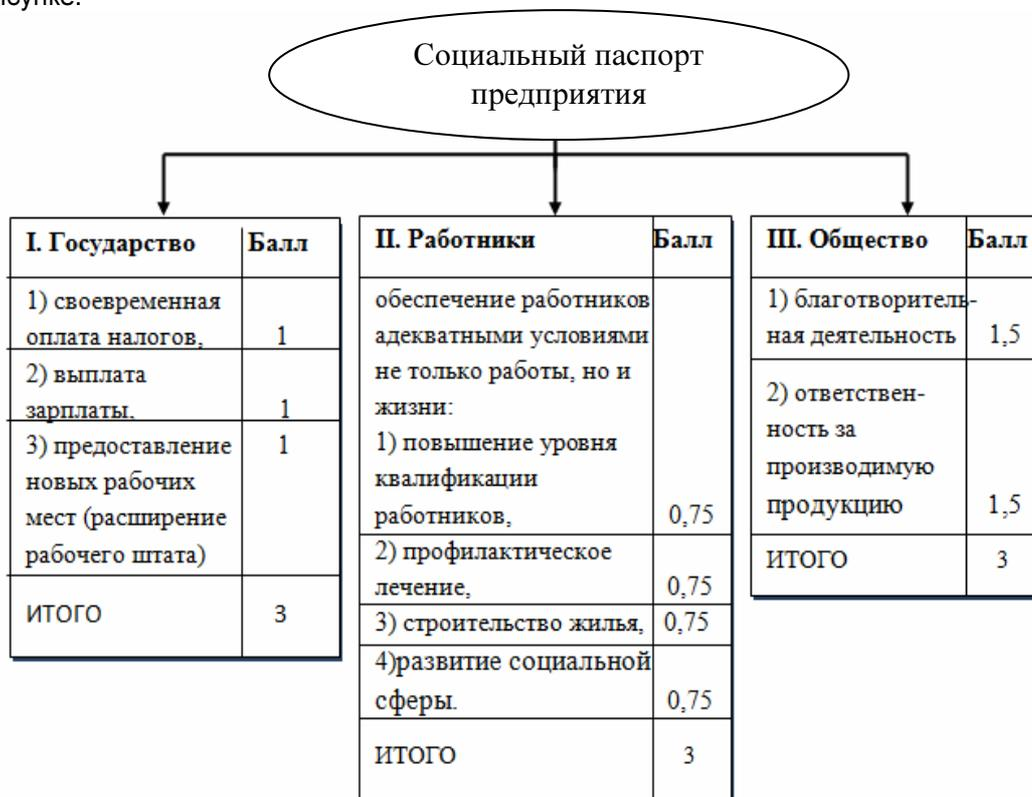 Социальный паспорт
предприятия
I. Государство Балл
1) своевременная
оплата налогов, 1
2) выплата
зарплаты, 1
3) предоставление 1
новых рабочих
мест (расширение
рабочего штата)
ИТОГО 3
II. Работники Балл
обеспечение работников
адекватными условиями
не только работы, но и
жизни:
1) повышение уровня
квалификации
работников, 0,75
2) профилактическое
лечение, 0,75
3) строительство жилья, 0,75
4)развитие социальной
сферы. 0,75
ИТОГО 3
III. Общество Балл
1) благотворитель-
ная деятельность 1,5
2) ответствен-
ность за
производимую
продукцию 1,5
ИТОГО 3